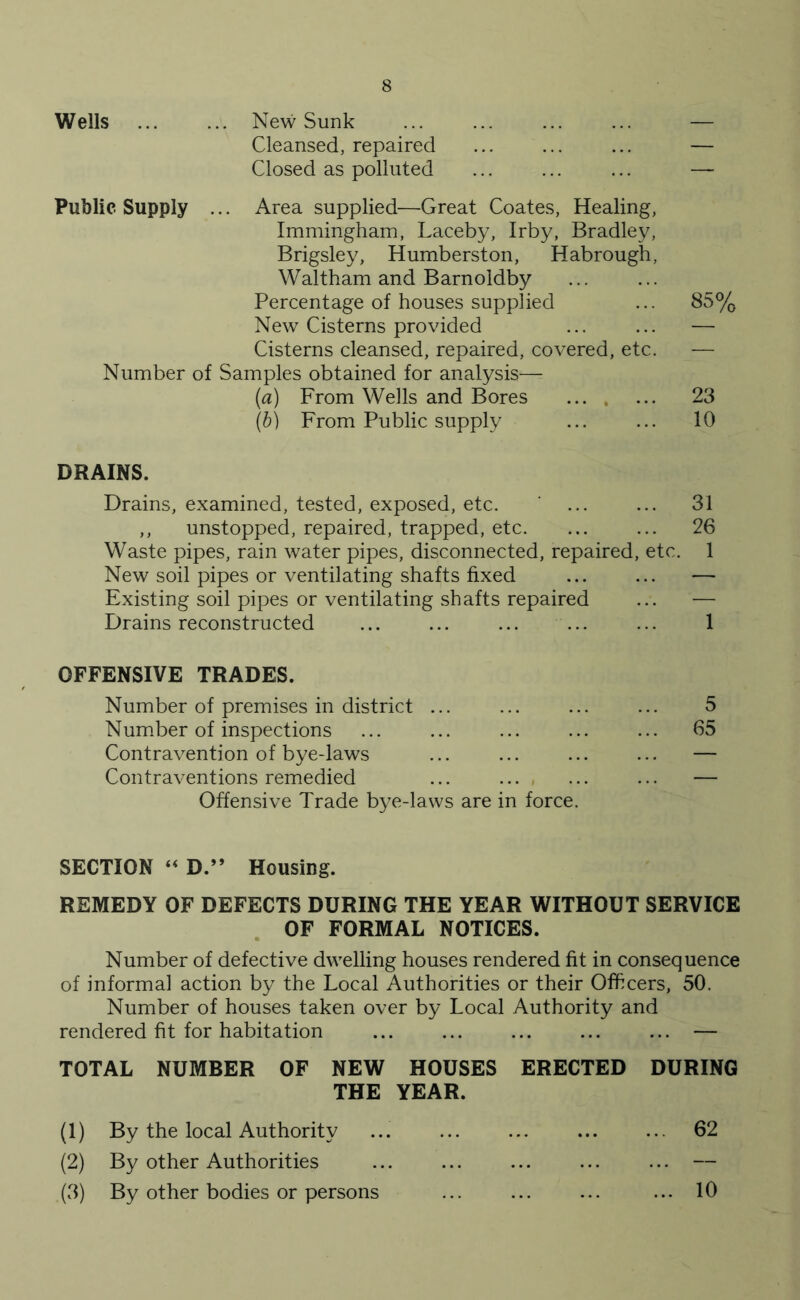 8
Wells ... ... New Sunk ... ... ... ... —
Cleansed, repaired ... ... ... —
Closed as polluted ... ... ... —
Public Supply ... Area supplied—Great Coates, Healing,
Immingham, Laceby, Irby, Bradley,
Brigsley, Humberston, Habrough,
Waltham and Barnoldby ... ...
Percentage of houses supplied ... 85%
New Cisterns provided ... ... —
Cisterns cleansed, repaired, covered, etc. —
Number of Samples obtained for analysis—
(a) From Wells and Bores ... . ... 23
(b) From Public supply ... ... 10
DRAINS.
Drains, examined, tested, exposed, etc. ... ... 31
,, unstopped, repaired, trapped, etc. ... ... 26
Waste pipes, rain water pipes, disconnected, repaired, etc. 1
New soil pipes or ventilating shafts fixed ... ... —
Existing soil pipes or ventilating shafts repaired ... —
Drains reconstructed ... ... ... ... ... 1
OFFENSIVE TRADES.
Number of premises in district ... ... ... ... 5
Number of inspections ... ... ... ... ... 65
Contravention of bye-laws ... ... ... ... —
Contraventions remedied ... ... ... ... —
Offensive Trade bye-laws are in force.
SECTION “ D.” Housing.
REMEDY OF DEFECTS DURING THE YEAR WITHOUT SERVICE
OF FORMAL NOTICES.
Number of defective dwelling houses rendered fit in consequence
of informal action by the Local Authorities or their Officers, 50.
Number of houses taken over by Local Authority and
rendered fit for habitation ... ... ... ... ... —
TOTAL NUMBER OF NEW HOUSES ERECTED DURING
THE YEAR.
(1) By the local Authority ... ... ... ... ... 62
(2) By other Authorities ... ... ... ... ... —
(3) By other bodies or persons ... ... ... ... 10